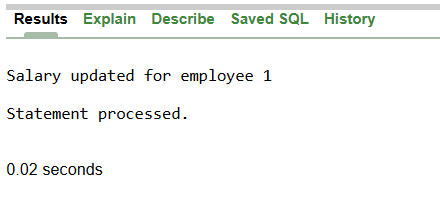 Results Explain Describe Saved SQL History
Salary updated for employee 1
Statement processed.
0.02 seconds